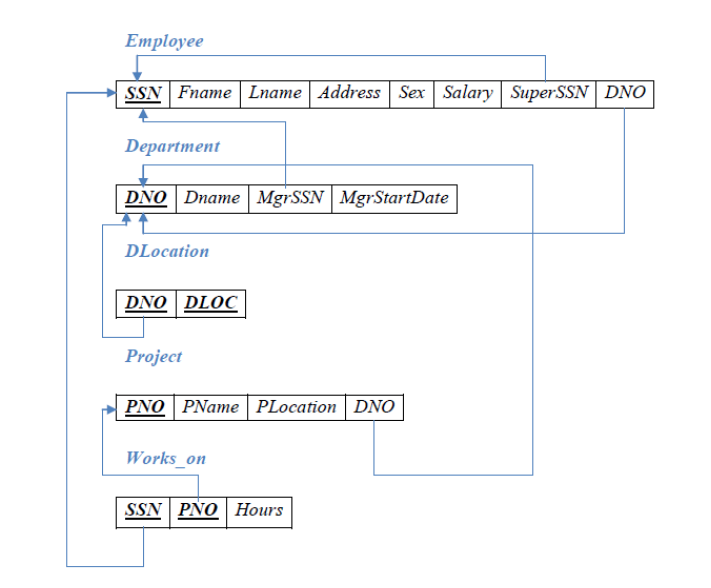 Employee
SSN Fname Lname Address Sex Salary SuperSSN DNO
Department
DNO Dname MgrSSN MgrStartDate
DLocation
DNO DLOC
Project
PNO PName PLocation DNO
Works_on
SSN PNO Hours